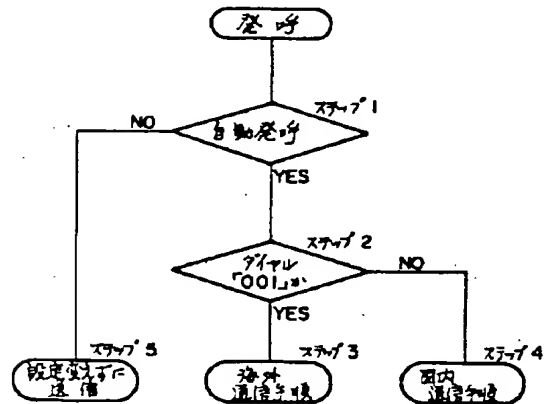 発呼
ステップ1
自動発呼
NO
YES
ステップ2
ダイヤル
「001」か
NO
YES
ステップ5
設定変えずに
送信
ステップ3
海外
通信手順
ステップ4
国内
通信手順